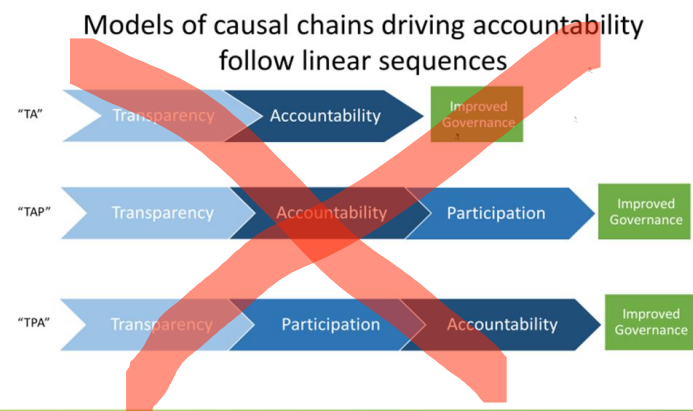 Models of causal chains driving accountability
follow linear sequences
"TA"
Transparency
Accountability
Improved
Governance
"TAP"
Transparency
Accountability
Participation
Improved
Governance
"TPA"
Transparency
Participation
Accountability
Improved
Governance